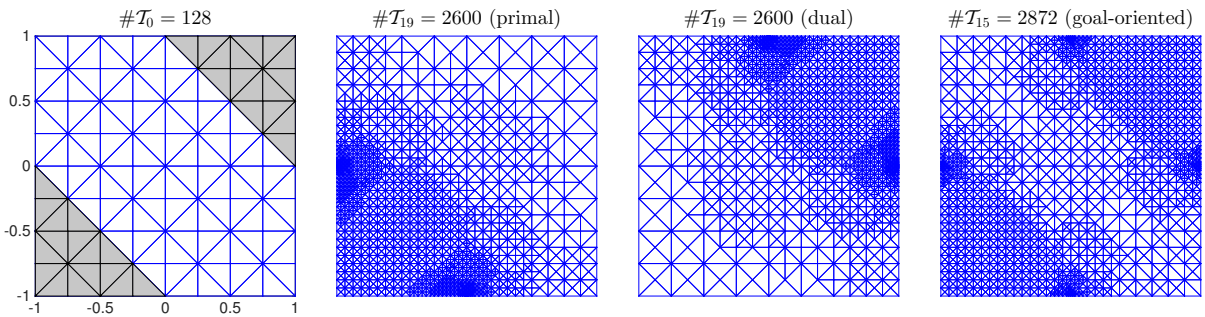 #𝒯₀ = 128
#𝒯₁₉ = 2600 (primal)
#𝒯₁₉ = 2600 (dual)
#𝒯₁₅ = 2872 (goal-oriented)
1
0.5
0
-0.5
-1
-1 -0.5 0 0.5 1